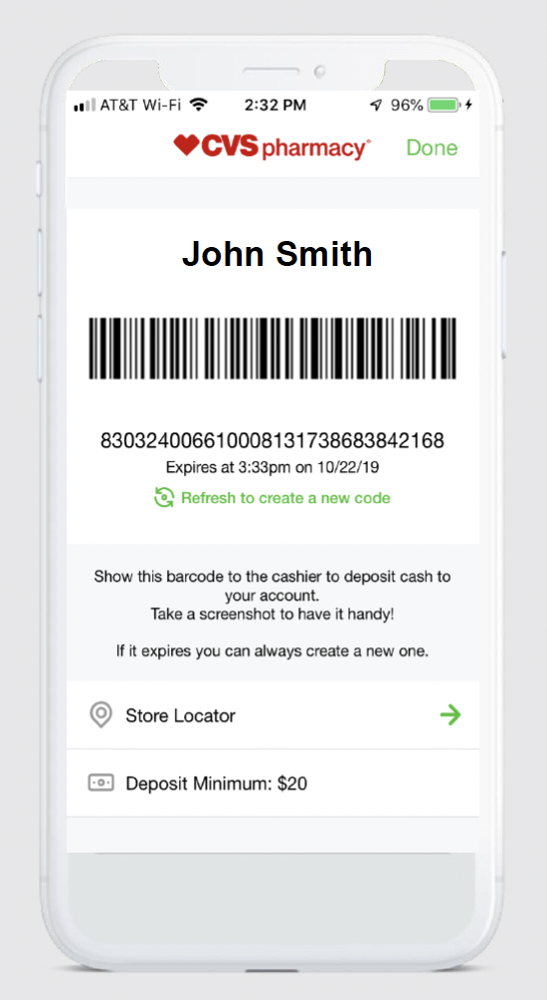 AT&T Wi-Fi 2:32 PM 96%
CVS pharmacy® Done
John Smith
830324006610008131738683842168
Expires at 3:33pm on 10/22/19
Refresh to create a new code
Show this barcode to the cashier to deposit cash to
your account.
Take a screenshot to have it handy!
If it expires you can always create a new one.
Store Locator
Deposit Minimum: $20